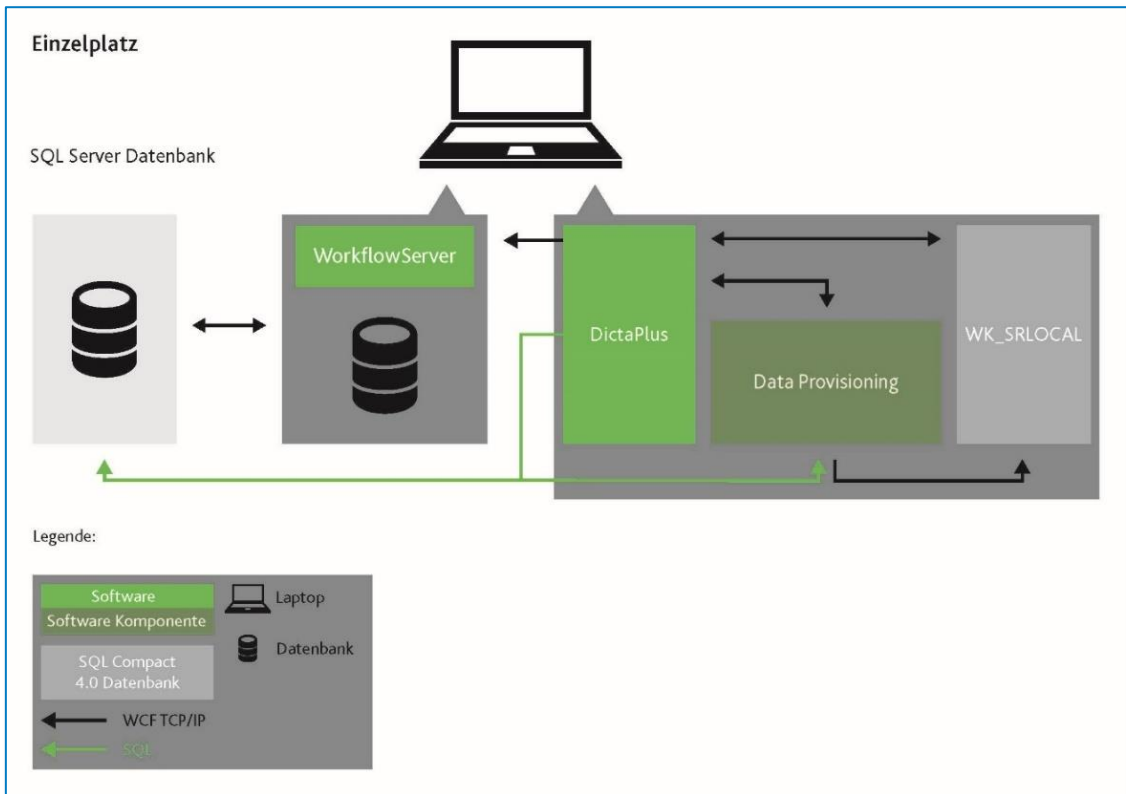 Einzelplatz
SQL Server Datenbank
WorkflowServer
DictaPlus
Data Provisioning
WK_SRLOCAL
Legende:
Software
Software Komponente
SQL Compact
4.0 Datenbank
WCF TCP/IP
SQL
Laptop
Datenbank